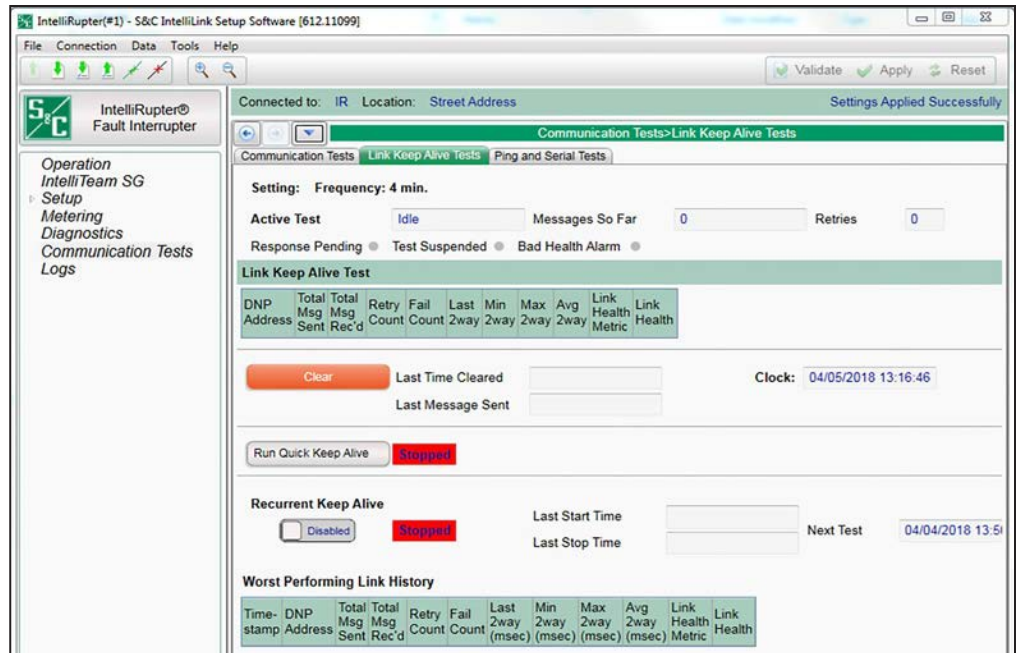 IntelliRupter(#1) - S&C IntelliLink Setup Software [612.11099]
File Connection Data Tools Help
Validate Apply Reset
S&C
IntelliRupter®
Fault Interrupter
Connected to: IR Location: Street Address Settings Applied Successfully
Communication Tests>Link Keep Alive Tests
Communication Tests Link Keep Alive Tests Ping and Serial Tests
Operation
IntelliTeam SG
Setup
Metering
Diagnostics
Communication Tests
Logs
Setting: Frequency: 4 min.
Active Test Idle Messages So Far 0 Retries 0
Response Pending Test Suspended Bad Health Alarm
Link Keep Alive Test
DNP Address Total Msg Sent Total Msg Rec'd Retry Count Fail Count Last 2way Min 2way Max 2way Avg 2way Link Health Metric Link Health
Clear Last Time Cleared Clock: 04/05/2018 13:16:46
Last Message Sent
Run Quick Keep Alive Stopped
Recurrent Keep Alive
Disabled Stopped
Last Start Time
Last Stop Time
Next Test 04/04/2018 13:5
Worst Performing Link History
Time-stamp DNP Address Total Msg Sent Total Msg Rec'd Retry Count Fail Count Last 2way (msec) Min 2way (msec) Max 2way (msec) Avg 2way (msec) Link Health Metric Link Health